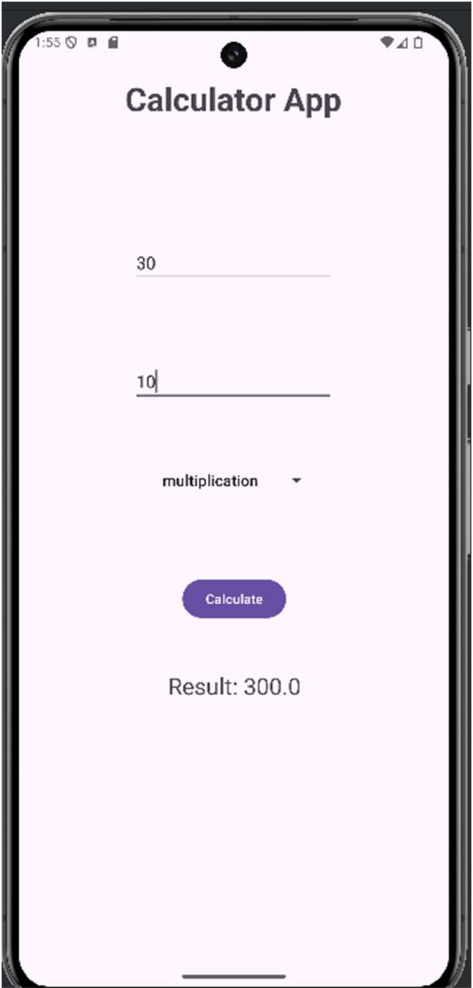 1:55
Calculator App
30
10
multiplication
Calculate
Result: 300.0